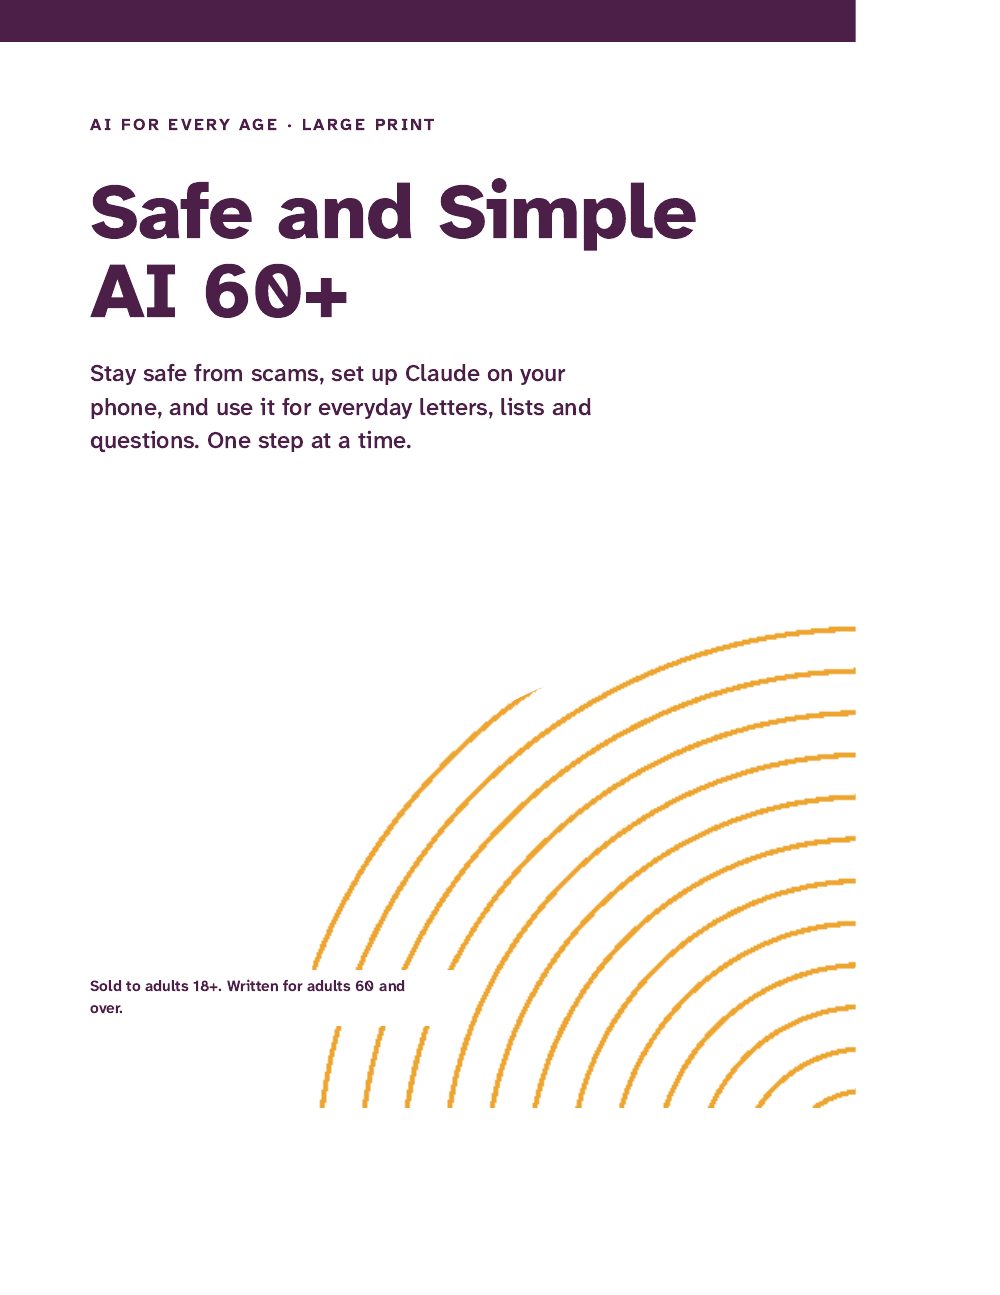 AI FOR EVERY AGE · LARGE PRINT
Safe and Simple
AI 60+
Stay safe from scams, set up Claude on your
phone, and use it for everyday letters, lists and
questions. One step at a time.
Sold to adults 18+. Written for adults 60 and
over.